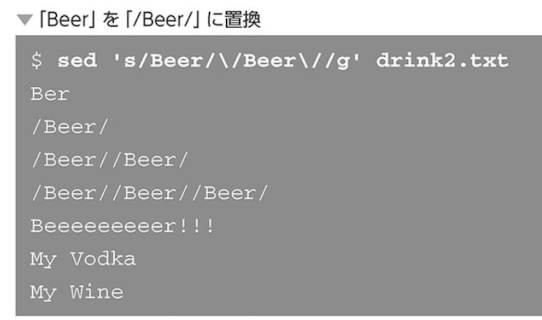 ▼「Beer」を「/Beer/」に置換
$ sed 's/Beer/\/Beer\//g' drink2.txt
Ber
/Beer/
/Beer//Beer/
/Beer//Beer//Beer/
Beeeeeeeeer!!!
My Vodka
My Wine